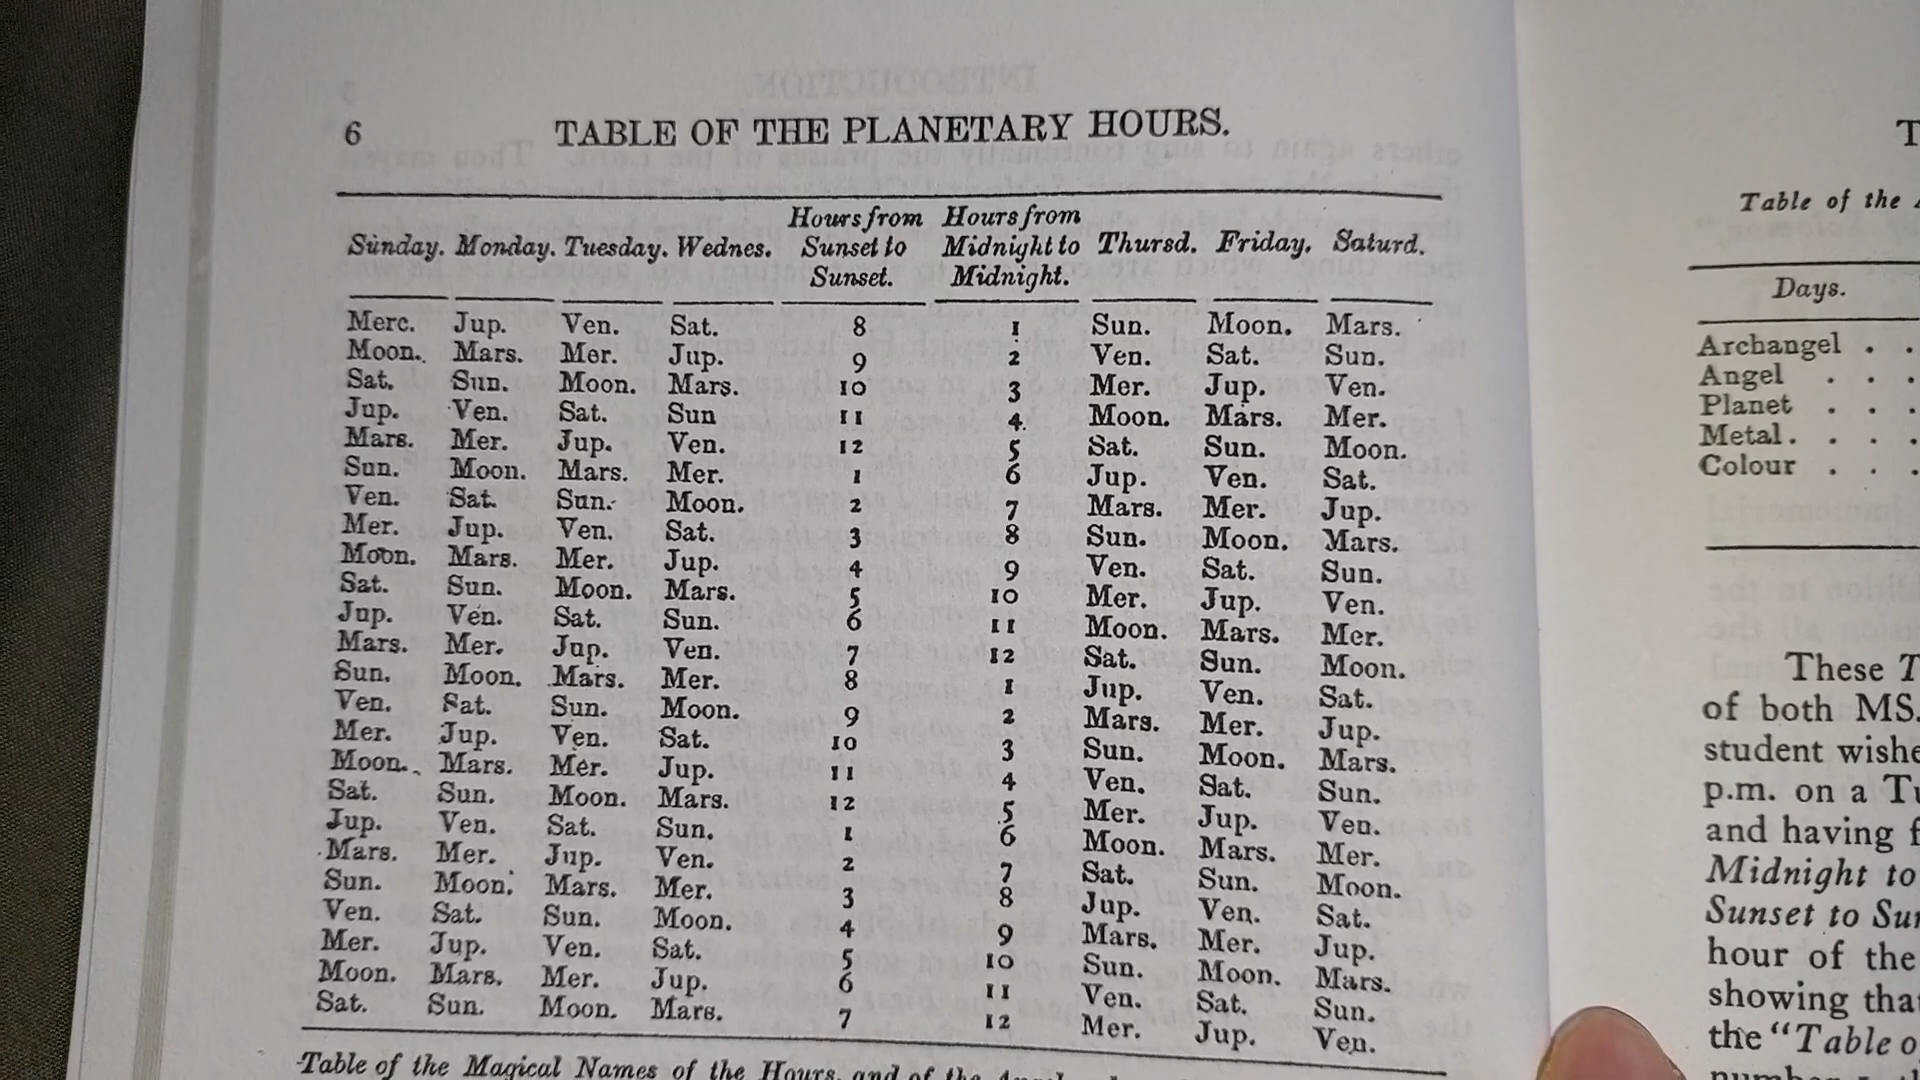 6 TABLE OF THE PLANETARY HOURS.
Hours from Hours from
Sunday. Monday. Tuesday. Wednes. Sunset to Midnight to Thursd. Friday. Saturd.
Sunset. Midnight.
Merc. Jup. Ven. Sat. 8 1 Sun. Moon. Mars.
Moon. Mars. Mer. Jup. 9 2 Ven. Sat. Sun.
Sat. Sun. Moon. Mars. 10 3 Mer. Jup. Ven.
Jup. Ven. Sat. Sun 11 4 Moon. Mars. Mer.
Mars. Mer. Jup. Ven. 12 5 Sat. Sun. Moon.
Sun. Moon. Mars. Mer. 1 6 Jup. Ven. Sat.
Ven. Sat. Sun. Moon. 2 7 Mars. Mer. Jup.
Mer. Jup. Ven. Sat. 3 8 Sun. Moon. Mars.
Moon. Mars. Mer. Jup. 4 9 Ven. Sat. Sun.
Sat. Sun. Moon. Mars. 5 10 Mer. Jup. Ven.
Jup. Ven. Sat. Sun. 6 11 Moon. Mars. Mer.
Mars. Mer. Jup. Ven. 7 12 Sat. Sun. Moon.
Sun. Moon. Mars. Mer. 8 1 Jup. Ven. Sat.
Ven. Sat. Sun. Moon. 9 2 Mars. Mer. Jup.
Mer. Jup. Ven. Sat. 10 3 Sun. Moon. Mars.
Moon. Mars. Mer. Jup. 11 4 Ven. Sat. Sun.
Sat. Sun. Moon. Mars. 12 5 Mer. Jup. Ven.
Jup. Ven. Sat. Sun. 1 6 Moon. Mars. Mer.
Mars. Mer. Jup. Ven. 2 7 Sat. Sun. Moon.
Sun. Moon. Mars. Mer. 3 8 Jup. Ven. Sat.
Ven. Sat. Sun. Moon. 4 9 Mars. Mer. Jup.
Mer. Jup. Ven. Sat. 5 10 Sun. Moon. Mars.
Moon. Mars. Mer. Jup. 6 11 Ven. Sat. Sun.
Sat. Sun. Moon. Mars. 7 12 Mer. Jup. Ven.
Table of the Magical Names of the Hours, and of the
T
Table of the
Days.
Archangel . .
Angel . . .
Planet . . .
Metal . . . .
Colour . . .
These
of both MS.
student wishe
p.m. on a Tu
and having f
Midnight to
Sunset to Sun
hour of the
showing that
the "Table o